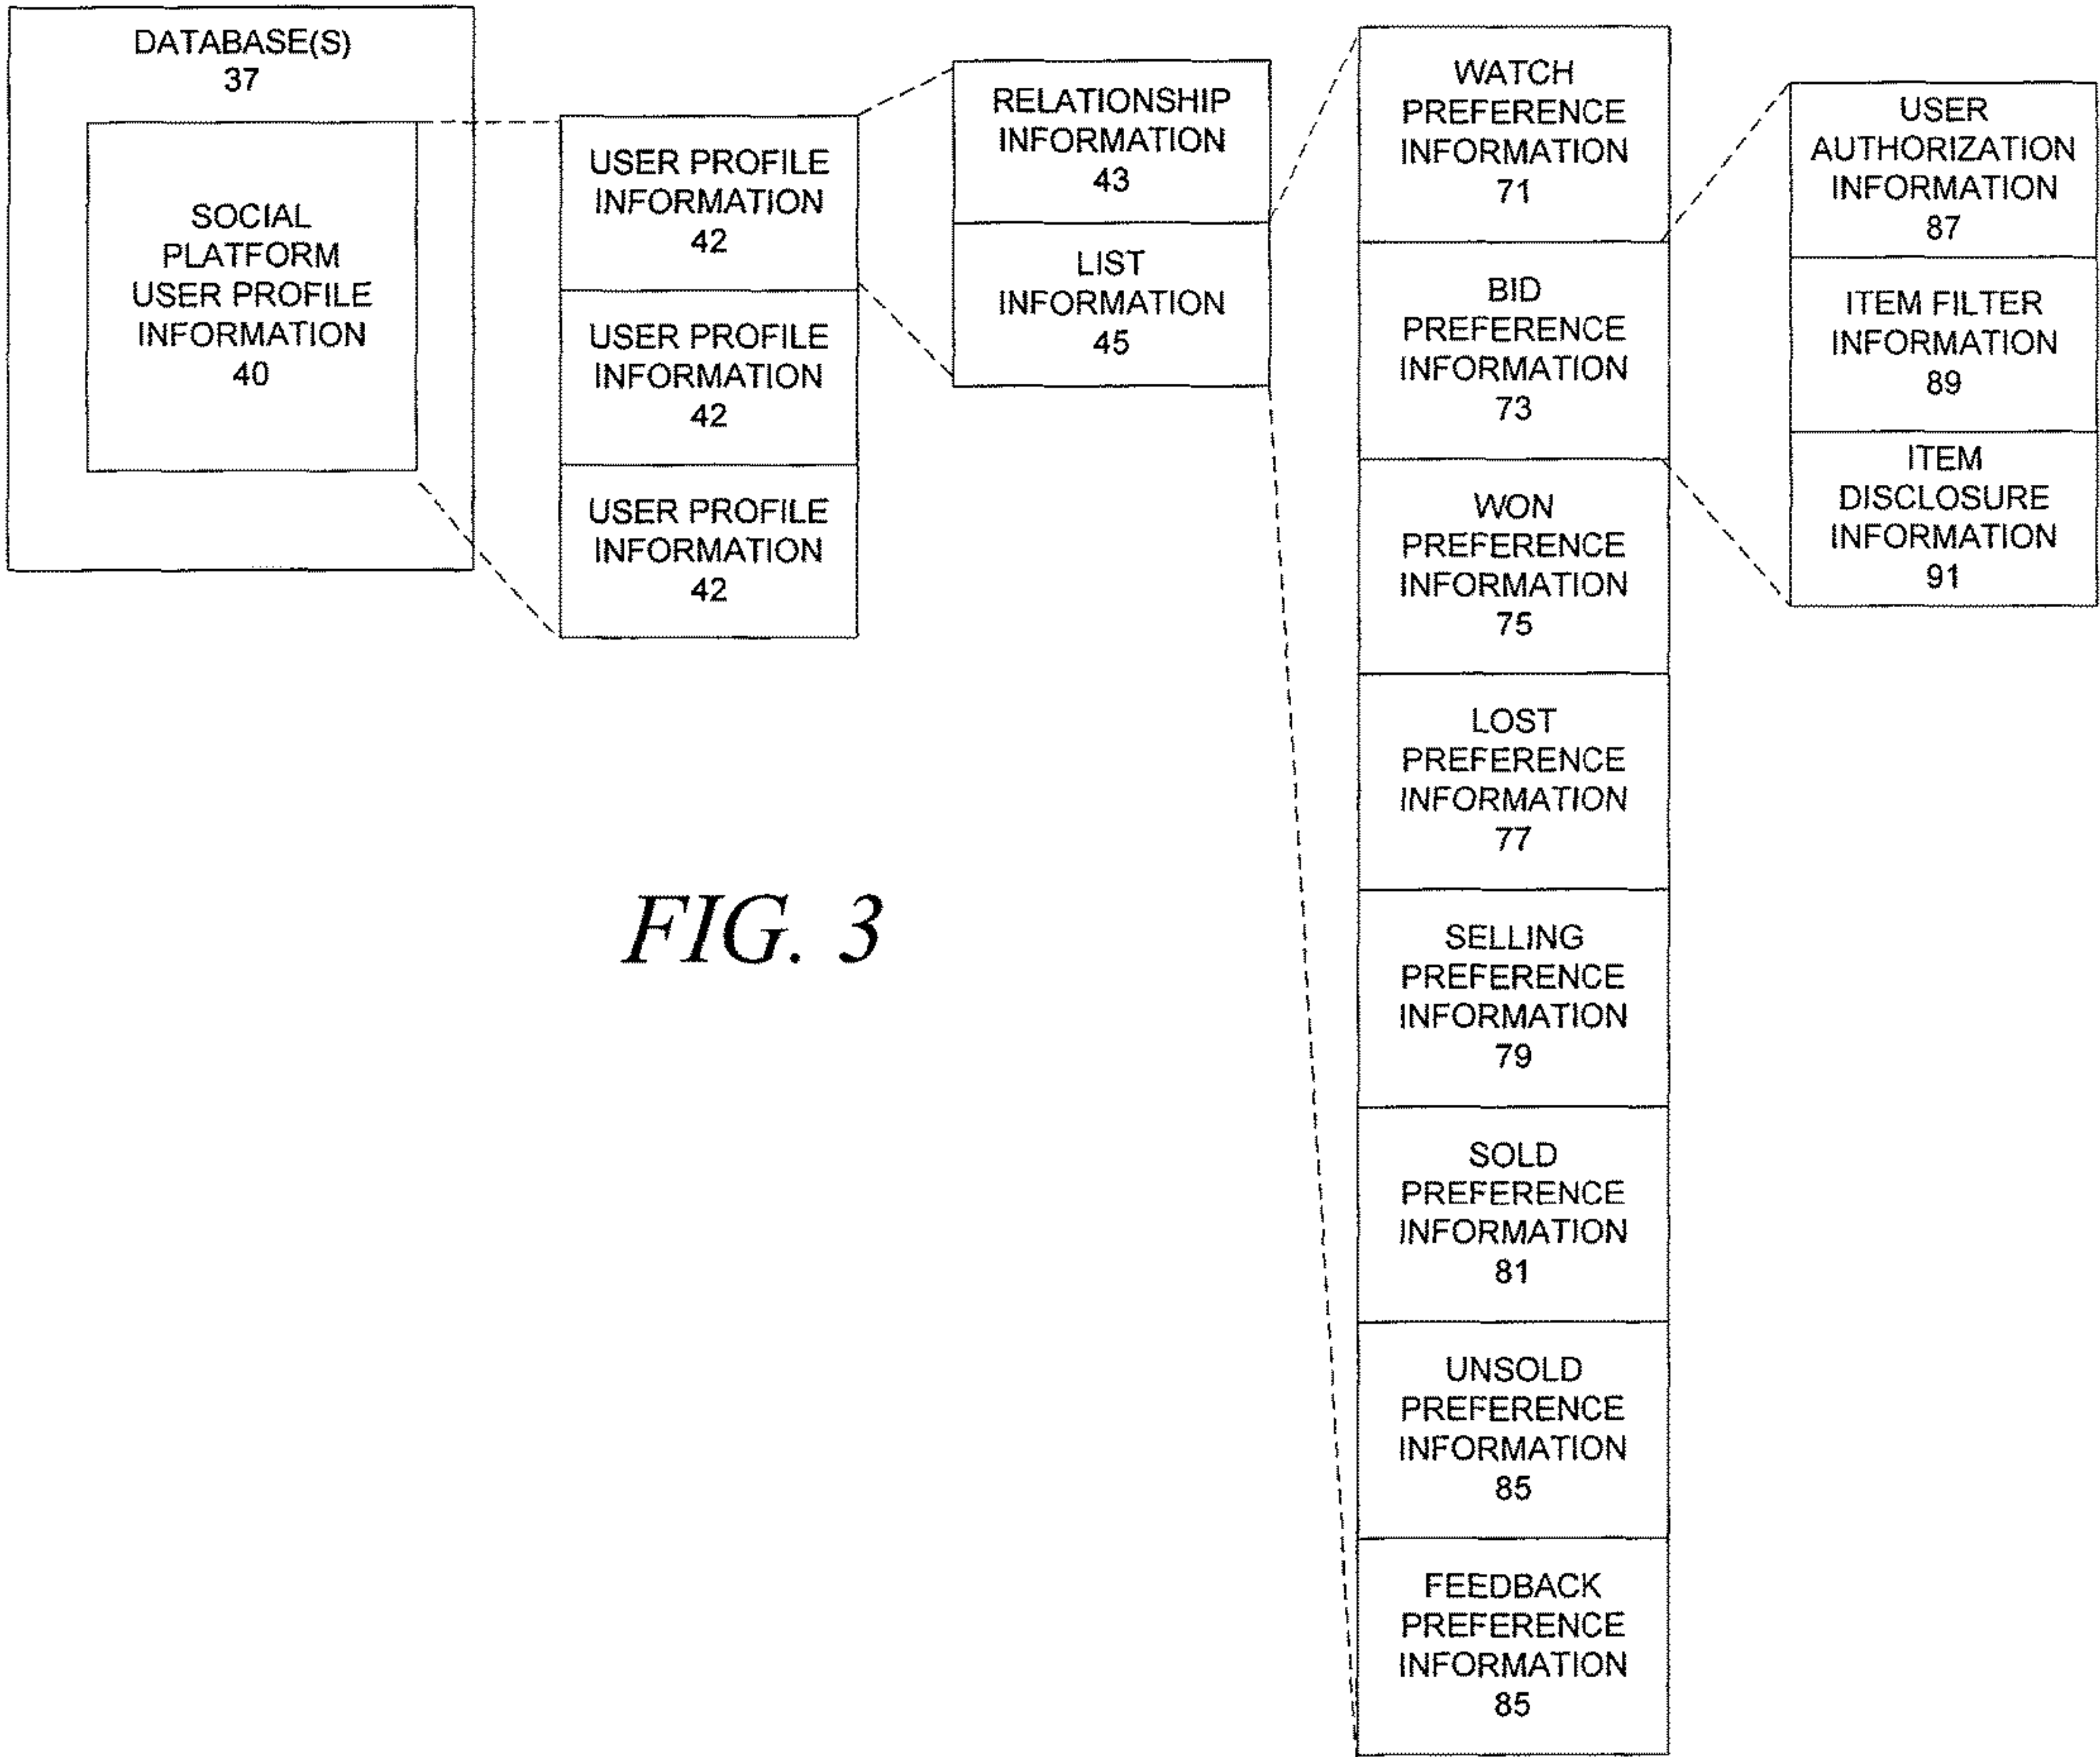 DATABASE(S)
37
SOCIAL
PLATFORM
USER PROFILE
INFORMATION
40
USER PROFILE
INFORMATION
42
USER PROFILE
INFORMATION
42
USER PROFILE
INFORMATION
42
RELATIONSHIP
INFORMATION
43
LIST
INFORMATION
45
WATCH
PREFERENCE
INFORMATION
71
BID
PREFERENCE
INFORMATION
73
WON
PREFERENCE
INFORMATION
75
LOST
PREFERENCE
INFORMATION
77
SELLING
PREFERENCE
INFORMATION
79
SOLD
PREFERENCE
INFORMATION
81
UNSOLD
PREFERENCE
INFORMATION
85
FEEDBACK
PREFERENCE
INFORMATION
85
USER
AUTHORIZATION
INFORMATION
87
ITEM FILTER
INFORMATION
89
ITEM
DISCLOSURE
INFORMATION
91
FIG. 3